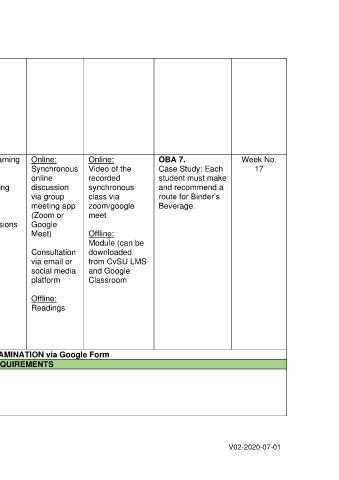 arning
ng
sions
Online:
Synchronous
online
discussion
via group
meeting app
(Zoom or
Google
Meet)
Consultation
via email or
social media
platform
Offline:
Readings
Online:
Video of the
recorded
synchronous
class via
zoom/google
meet
Offline:
Module (can be
downloaded
from CvSU LMS
and Google
Classroom
OBA 7.
Case Study: Each
student must make
and recommend a
route for Binder's
Beverage.
Week No.
17
AMINATION via Google Form
QUIREMENTS
V02-2020-07-01